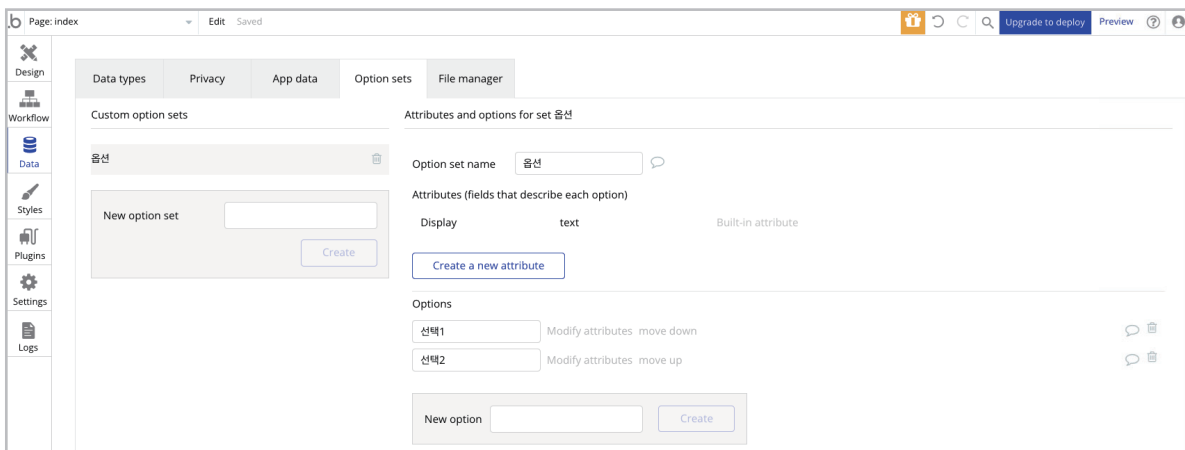 .b Page: index Edit Saved Upgrade to deploy Preview ?
Design
Workflow
Data
Styles
Plugins
Settings
Logs
Data types Privacy App data Option sets File manager
Custom option sets
옵션
New option set
Create
Attributes and options for set 옵션
Option set name 옵션
Attributes (fields that describe each option)
Display text Built-in attribute
Create a new attribute
Options
선택1 Modify attributes move down
선택2 Modify attributes move up
New option Create